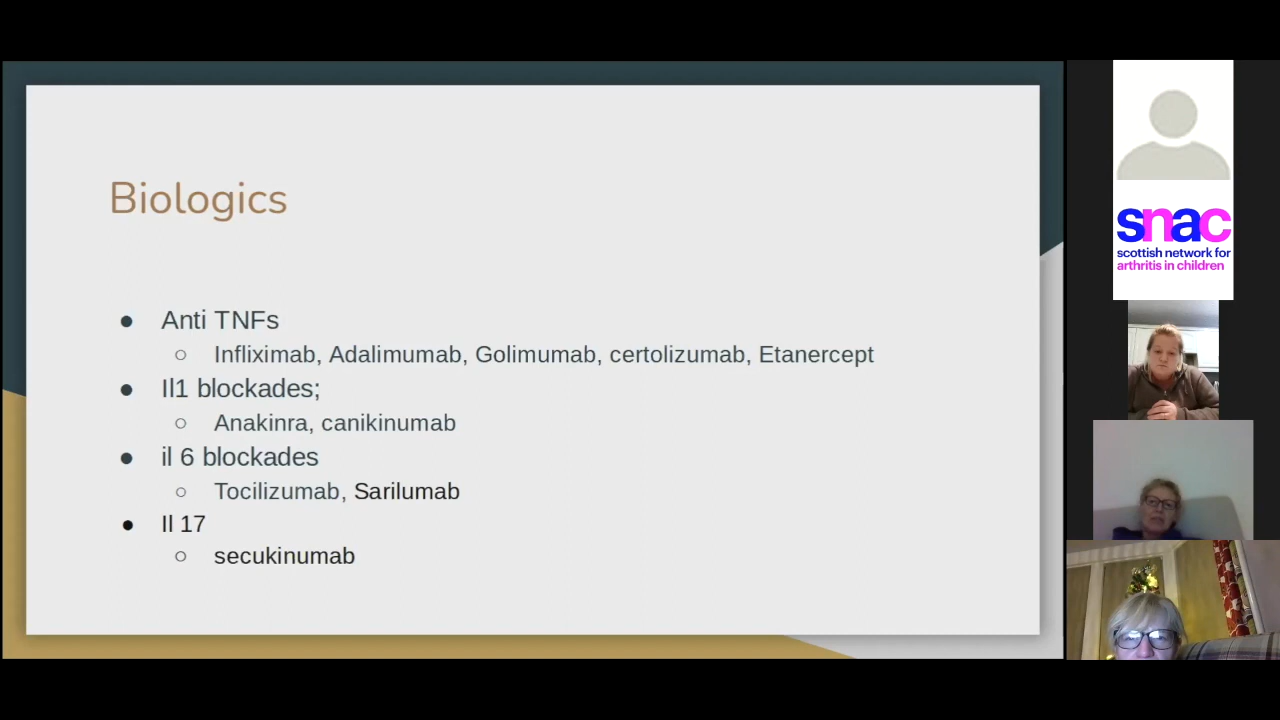 Biologics
Anti TNFs
Infliximab, Adalimumab, Golimumab, certolizumab, Etanercept
Il1 blockades;
Anakinra, canikinumab
il 6 blockades
Tocilizumab, Sarilumab
Il 17
secukinumab
snac
scottish network for
arthritis in children